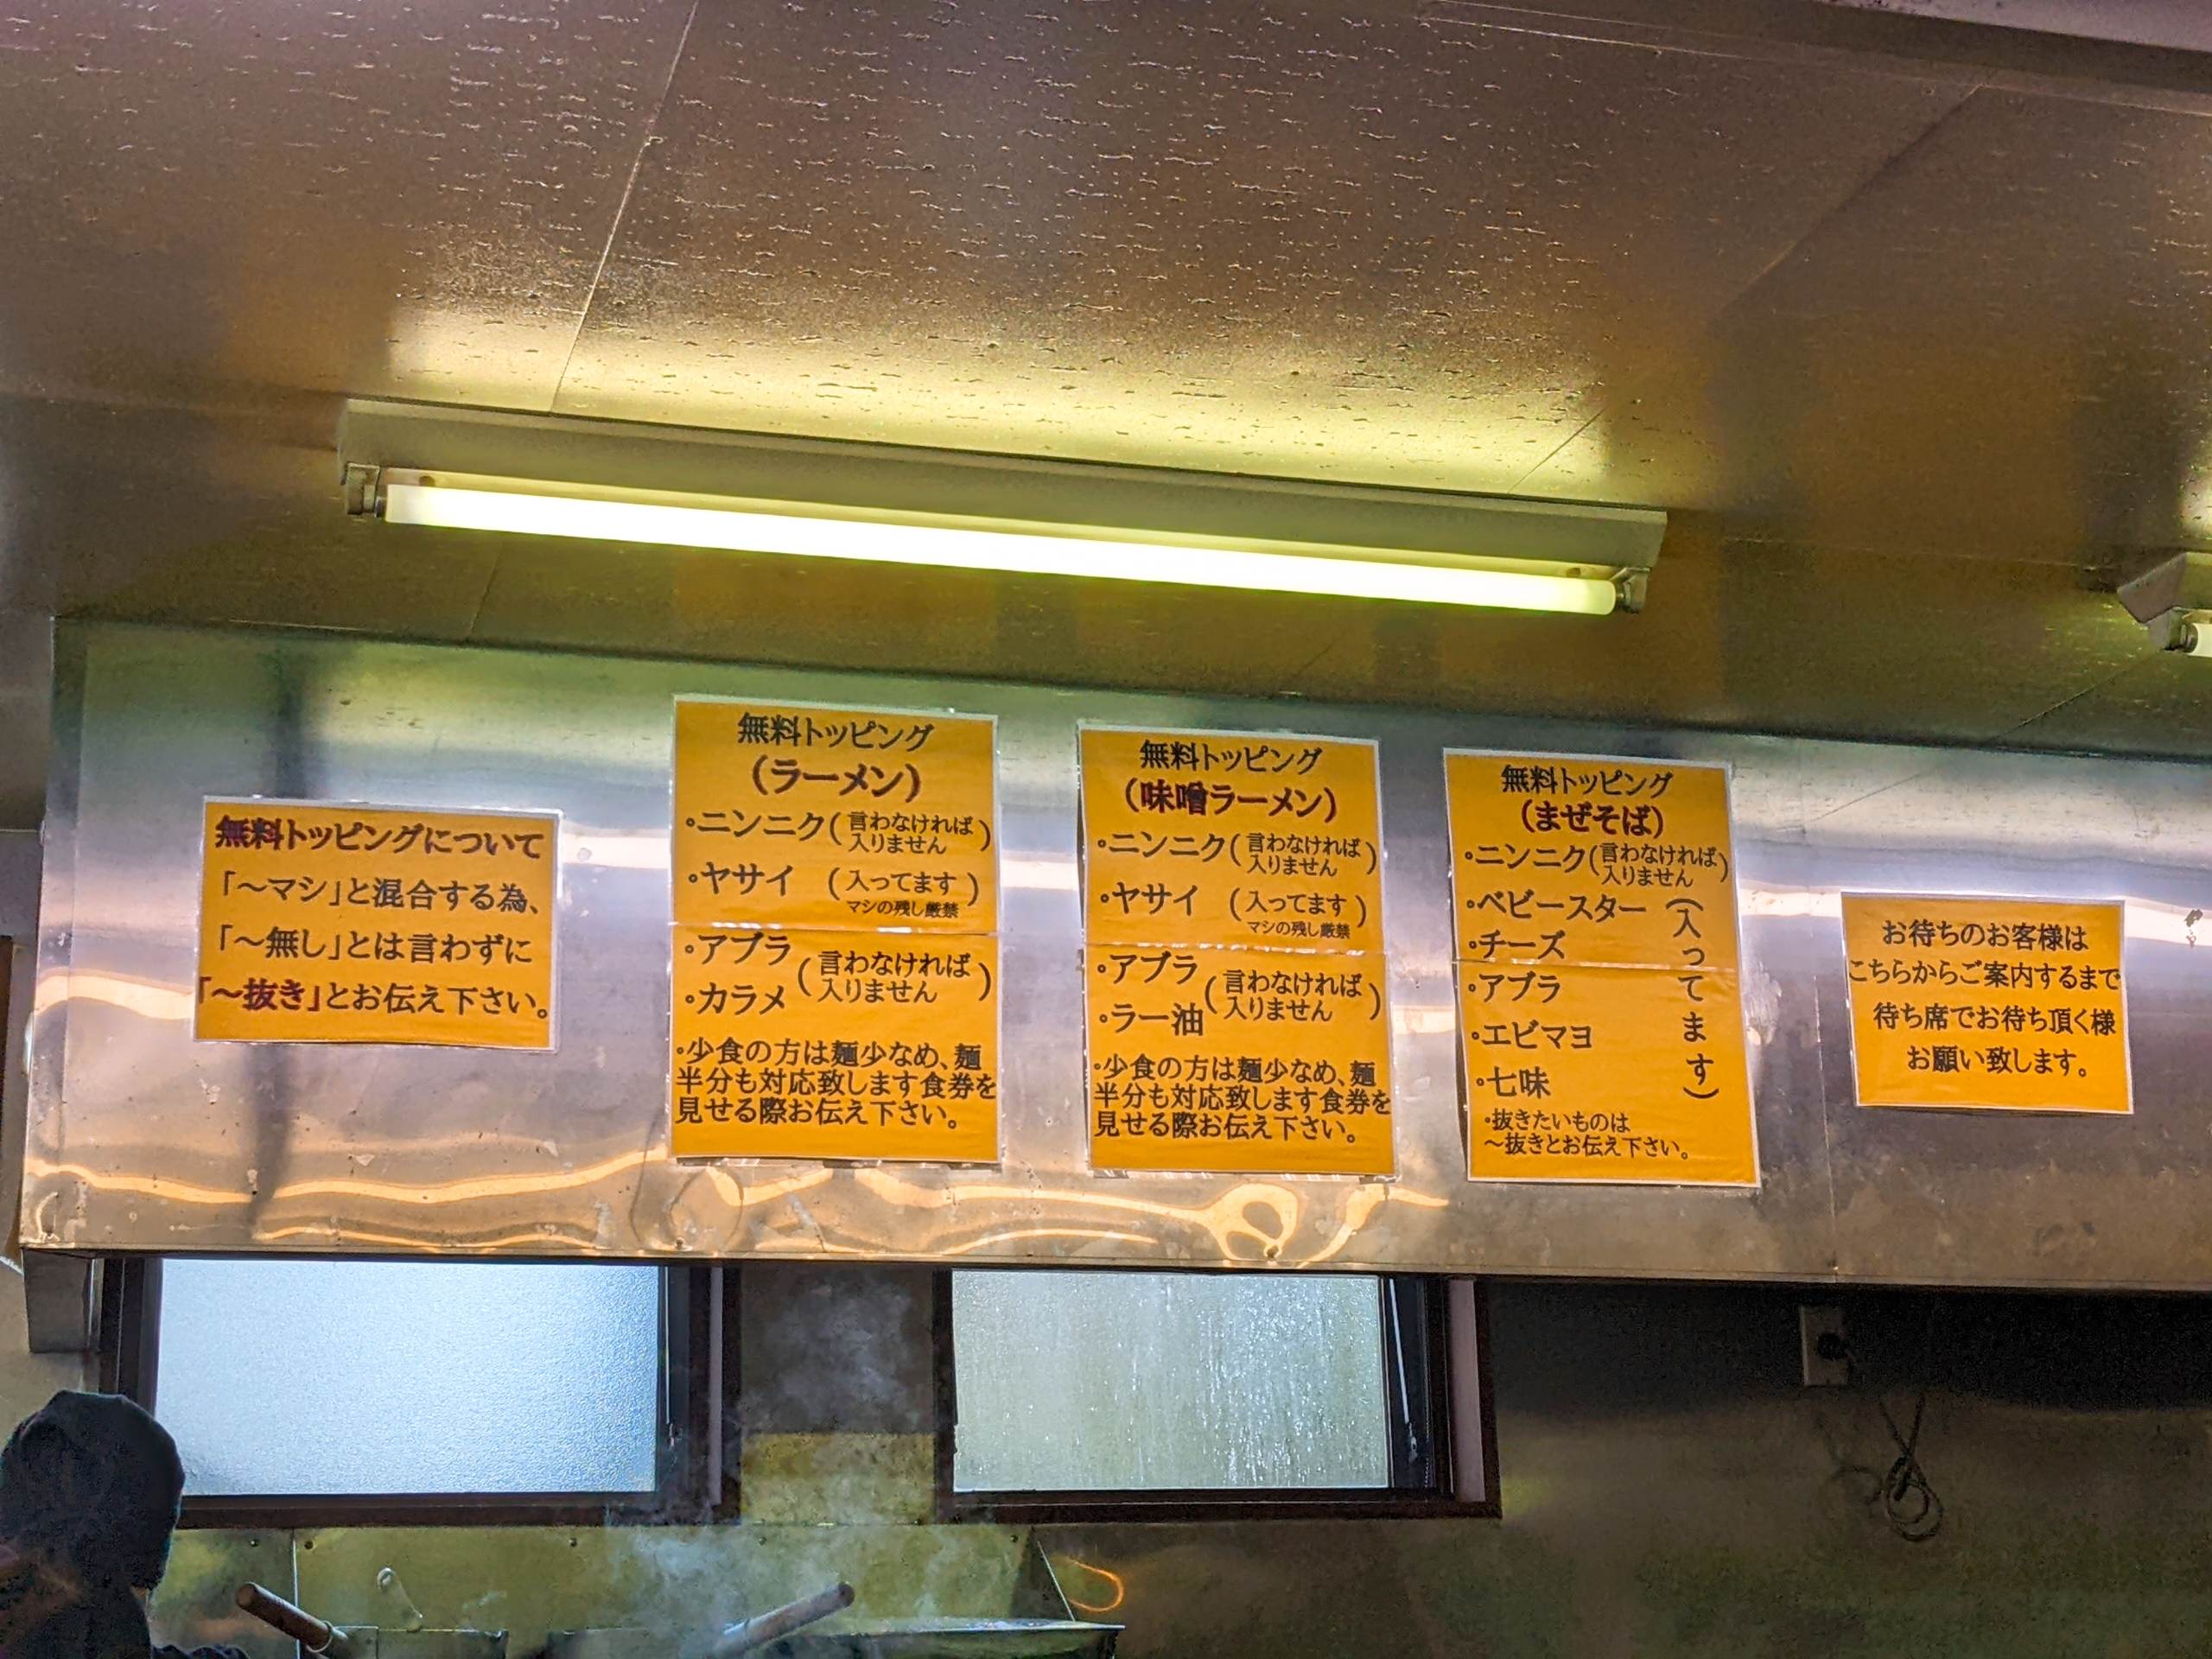 無料トッピングについて
「～マシ」と混合する為、
「～無し」とは言わずに
「～抜き」とお伝え下さい。
無料トッピング
（ラーメン）
・ニンニク（言わなければ
入りません）
・ヤサイ（入ってます）
マシの残し厳禁
・アブラ
・カラメ
（言わなければ
入りません）
・少食の方は麺少なめ、麺
半分も対応致します食券を
見せる際お伝え下さい。
無料トッピング
（味噌ラーメン）
・ニンニク（言わなければ
入りません）
・ヤサイ（入ってます）
マシの残し厳禁
・アブラ
・ラー油
（言わなければ
入りません）
・少食の方は麺少なめ、麺
半分も対応致します食券を
見せる際お伝え下さい。
無料トッピング
（まぜそば）
・ニンニク（言わなければ
入りません）
・ベビースター
・チーズ
・アブラ
・エビマヨ
・七味
（入ってます）
・抜きたいものは
～抜きとお伝え下さい。
お待ちのお客様は
こちらからご案内するまで
待ち席でお待ち頂く様
お願い致します。